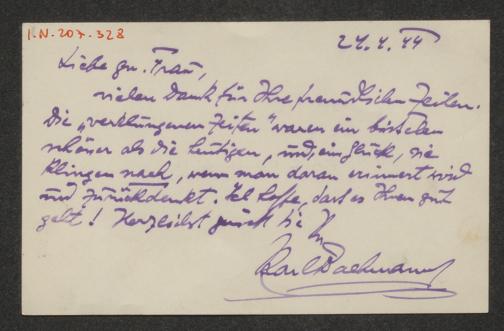 I.N. 207.328
27.4.44
Liebe gn. Frau,
vielen Dank für Ihre freundlichen Zeilen.
Die „verklungenen Zeiten" waren ein bisschen
schöner als die heutigen, und, ein Glück, sie
klingen nach, wenn man daran erinnert wird
und zurückdenkt. Ich hoffe, dass es Ihnen gut
geht! Herzlichst grüsst Sie Ihr
Karl Bachmann